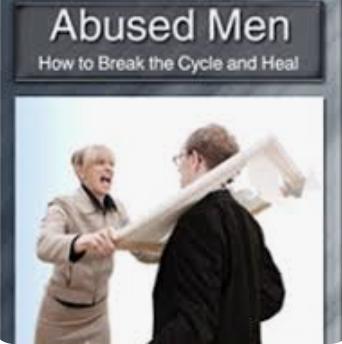 Abused Men
How to Break the Cycle and Heal